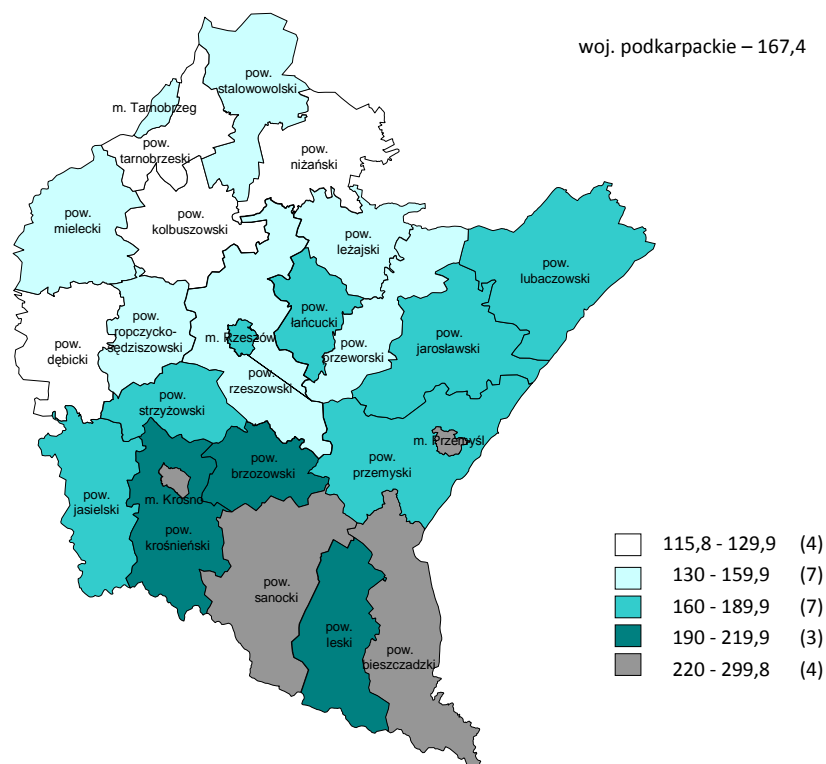 woj. podkarpackie – 167,4
pow.
stalowowolski
m. Tarnobrzeg
pow.
tarnobrzeski
pow.
niżański
pow.
mielecki
pow.
kolbuszowski
pow.
leżajski
pow.
lubaczowski
pow.
ropczycko-
sędziszowski
pow.
dębicki
m. Rzeszów
pow.
łańcucki
pow.
przeworski
pow.
jarosławski
pow.
rzeszowski
pow.
strzyżowski
m. Przemyśl
pow.
przemyski
pow.
brzozowski
pow.
jasielski
m. Krosno
pow.
krośnieński
pow.
sanocki
pow.
leski
pow.
bieszczadzki
115,8 - 129,9 (4)
130 - 159,9 (7)
160 - 189,9 (7)
190 - 219,9 (3)
220 - 299,8 (4)